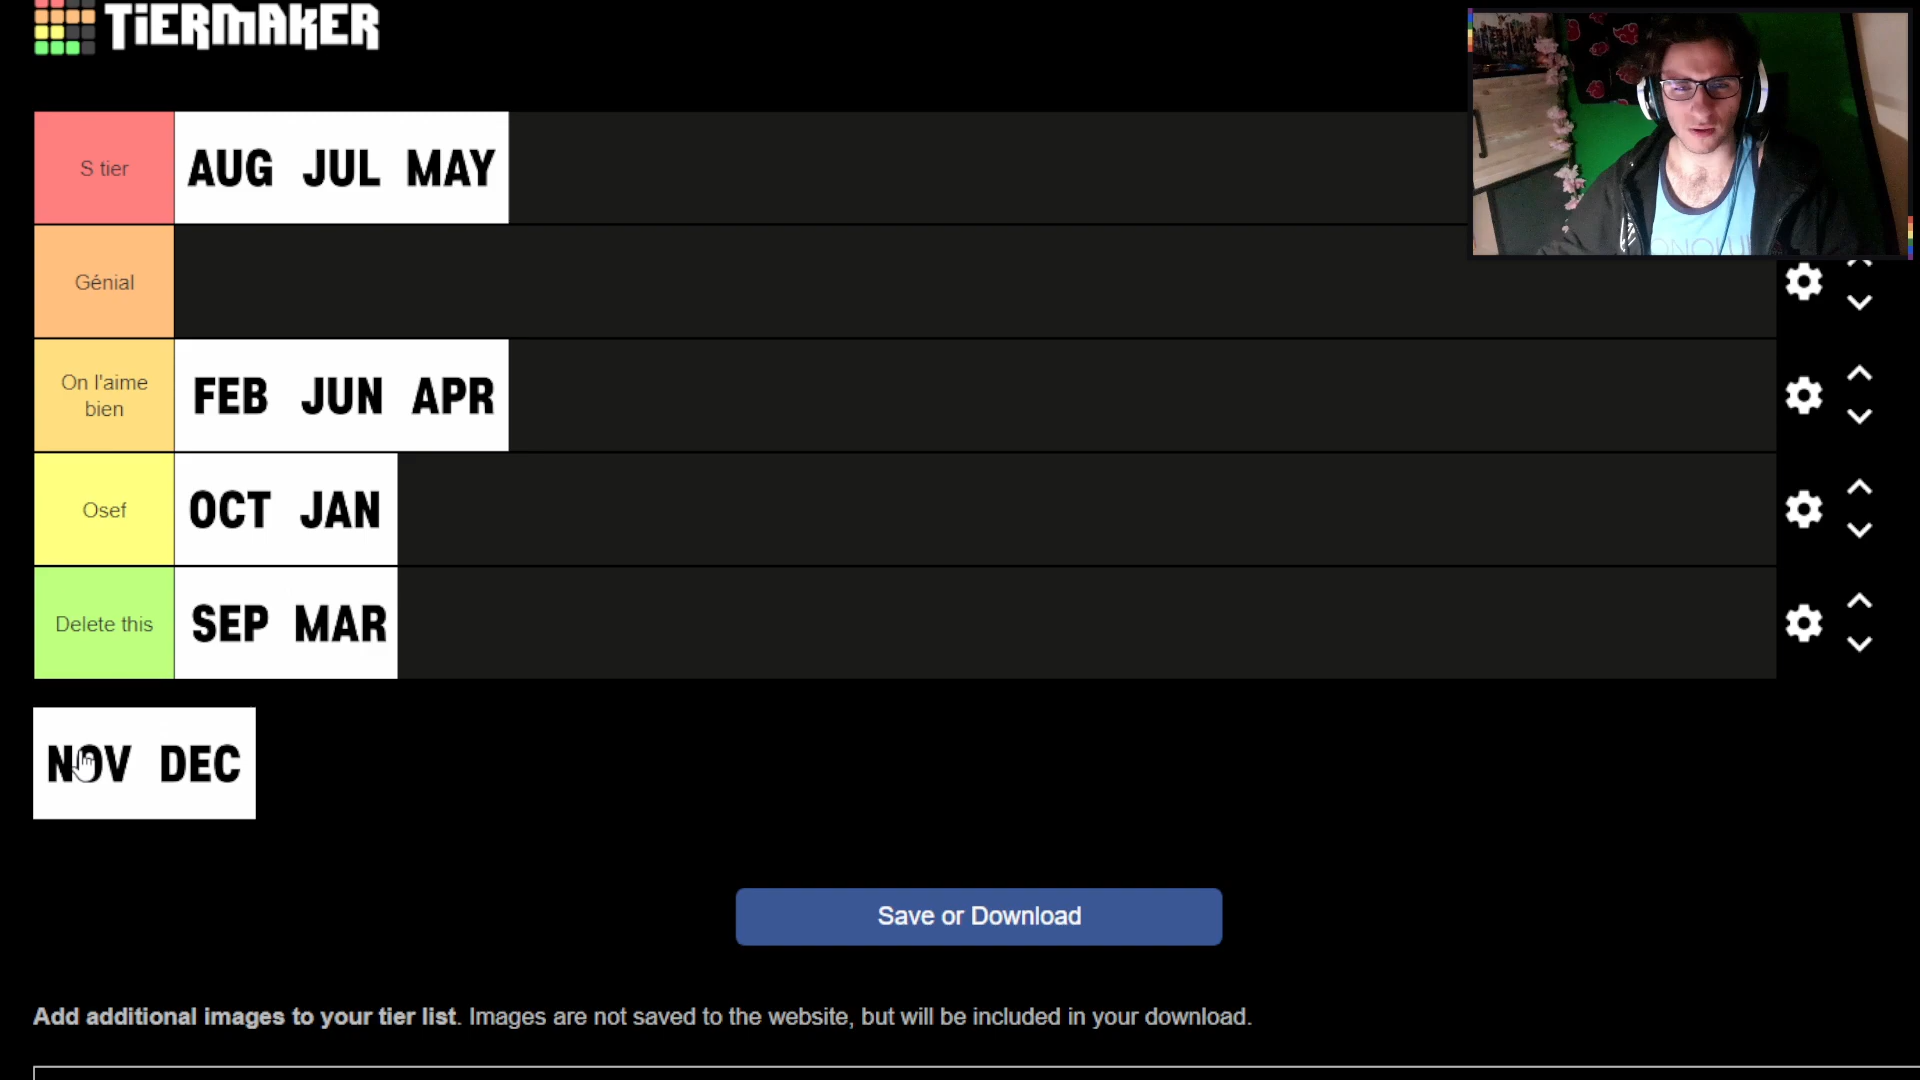 TiERMAKER
S tier
AUG JUL MAY
Génial
On l'aime
bien
FEB JUN APR
Osef
OCT JAN
Delete this
SEP MAR
NOV DEC
Save or Download
Add additional images to your tier list. Images are not saved to the website, but will be included in your download.